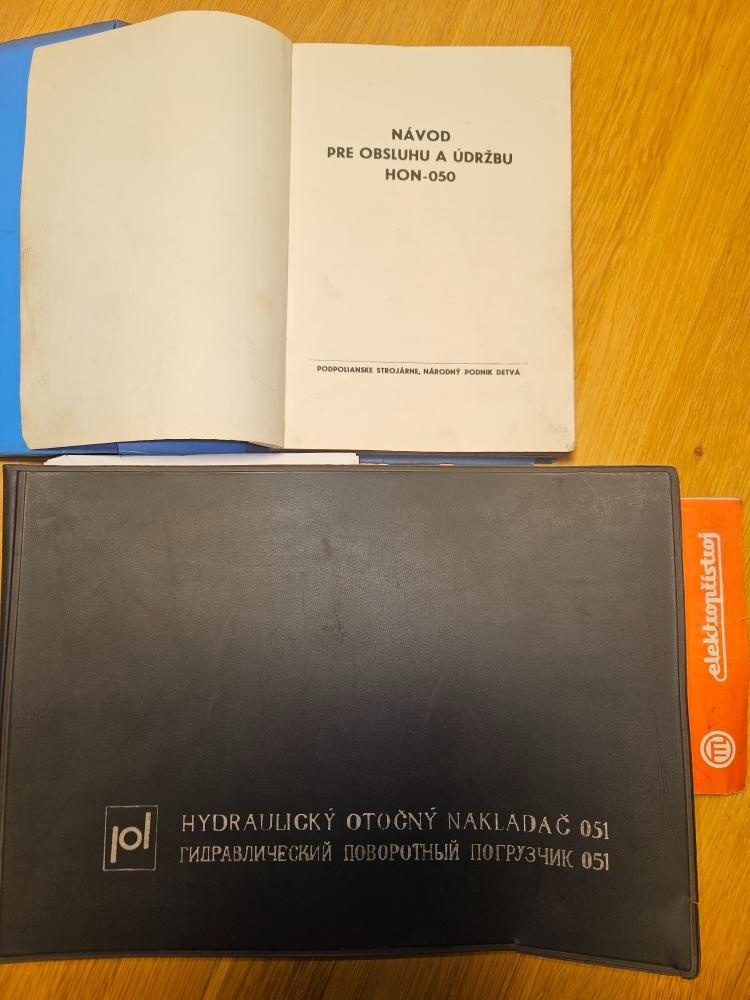 NÁVOD
PRE OBSLUHU A ÚDRŽBU
HON-050
PODPOLIANSKE STROJÁRNE, NÁRODNÝ PODNIK DETVA
elektropřístroj
HYDRAULICKÝ OTOČNÝ NAKLADAČ 051
ГИДРАВЛИЧЕСКИЙ ПОВОРОТНЫЙ ПОГРУЗЧИК 051